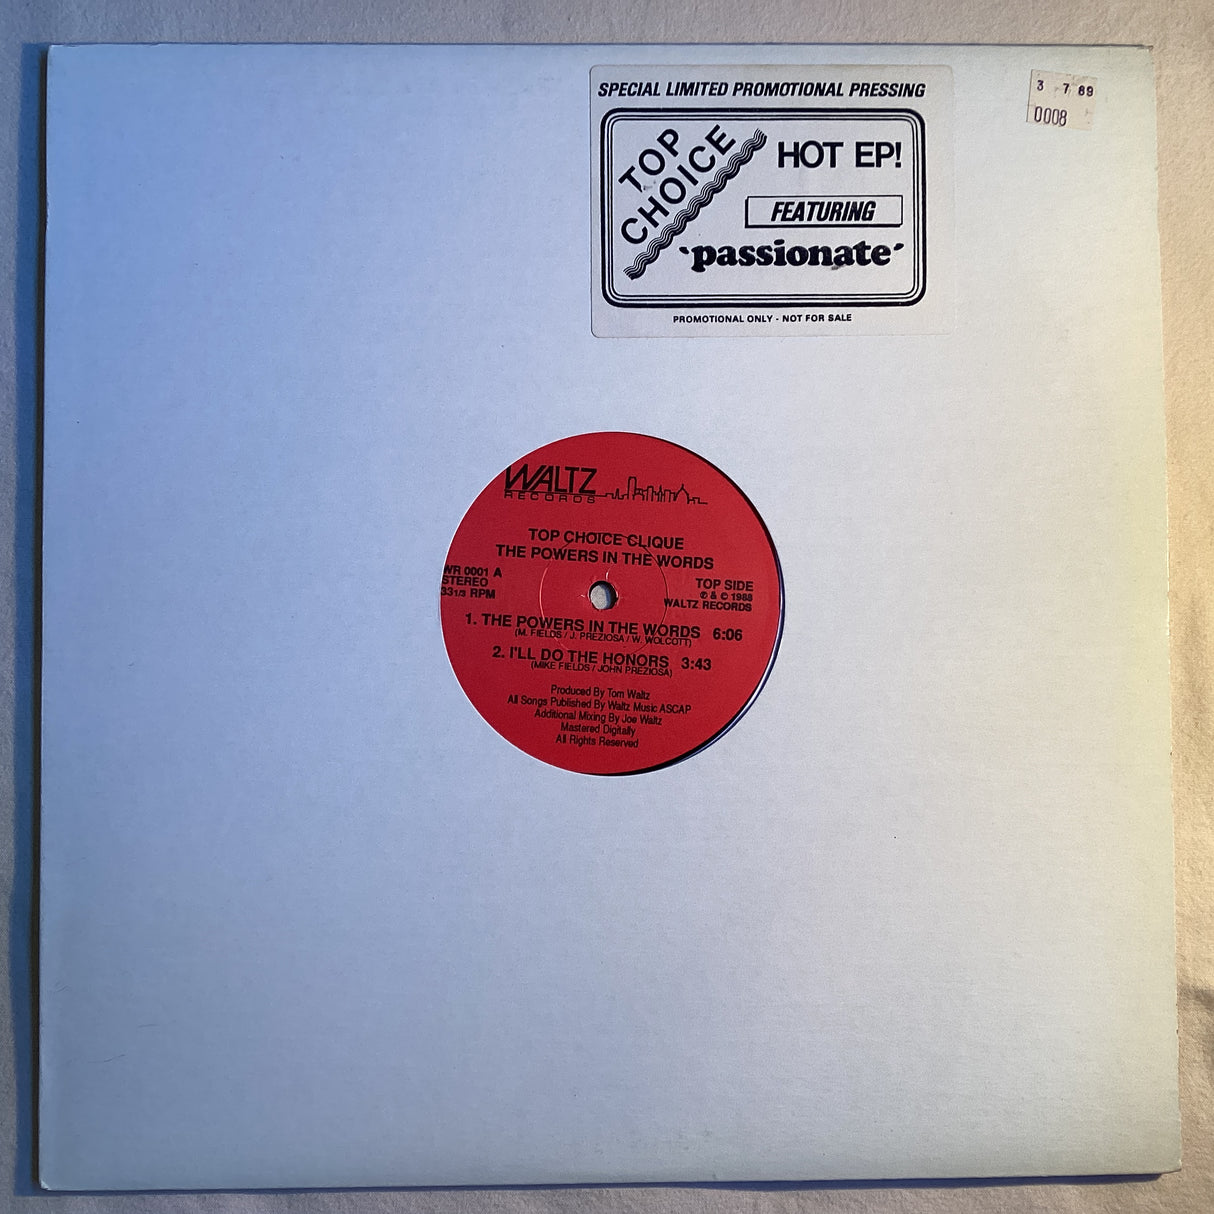 SPECIAL LIMITED PROMOTIONAL PRESSING
TOP
CHOICE
HOT EP!
FEATURING
'passionate'
PROMOTIONAL ONLY - NOT FOR SALE
3 7 89
0008
WALTZ
RECORDS
TOP CHOICE CLIQUE
THE POWERS IN THE WORDS
WR 0001 A
STEREO
33 1/3 RPM
TOP SIDE
℗ & © 1988
WALTZ RECORDS
1. THE POWERS IN THE WORDS 6:06
(M. FIELDS / J. PREZIOSA / W. WOLCOTT)
2. I'LL DO THE HONORS 3:43
(MIKE FIELDS / JOHN PREZIOSA)
Produced By Tom Waltz
All Songs Published By Waltz Music ASCAP
Additional Mixing By Joe Waltz
Mastered Digitally
All Rights Reserved